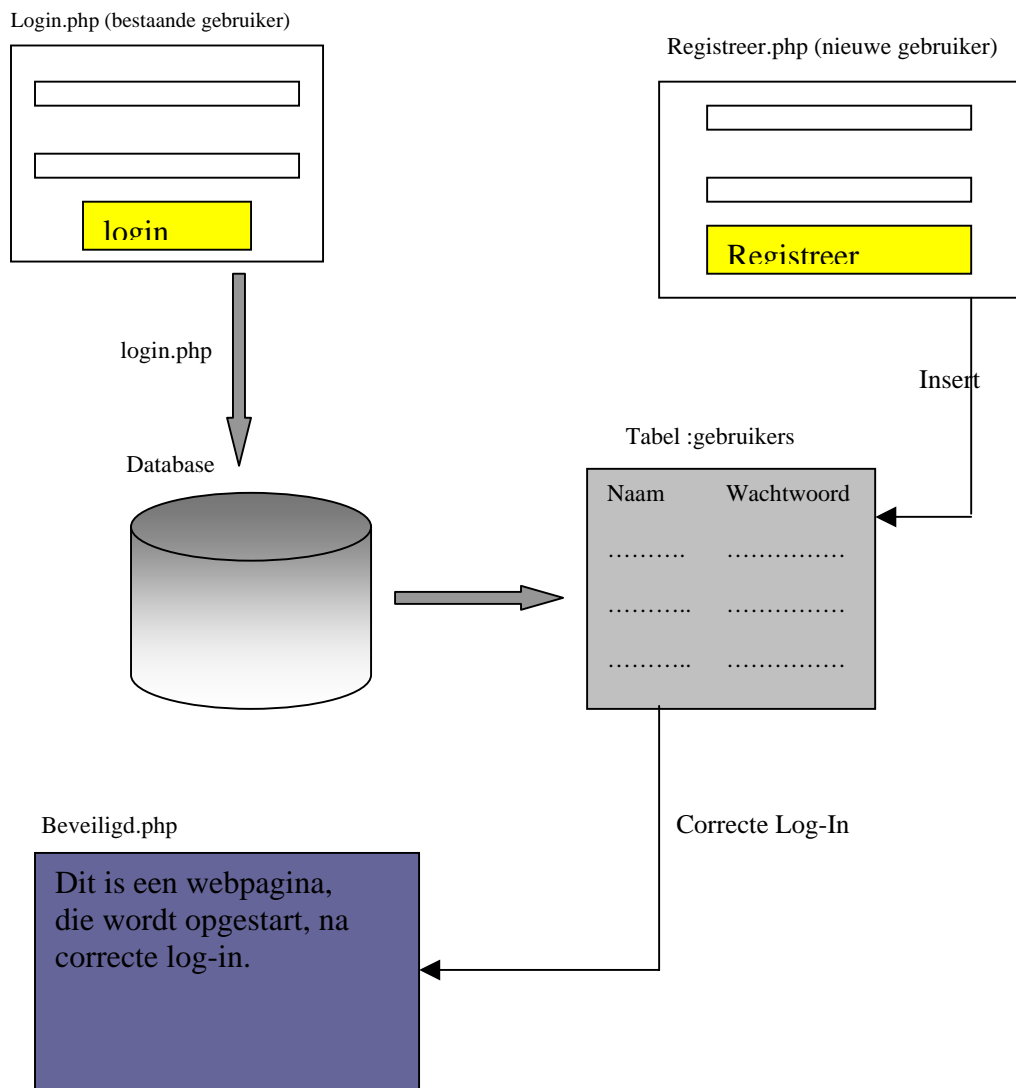 Login.php (bestaande gebruiker)
Registreer.php (nieuwe gebruiker)
login
Registreer
login.php
Insert
Tabel :gebruikers
Database
Naam Wachtwoord
………. ……………
……….. ……………
……….. ……………
Correcte Log-In
Beveiligd.php
Dit is een webpagina,
die wordt opgestart, na
correcte log-in.